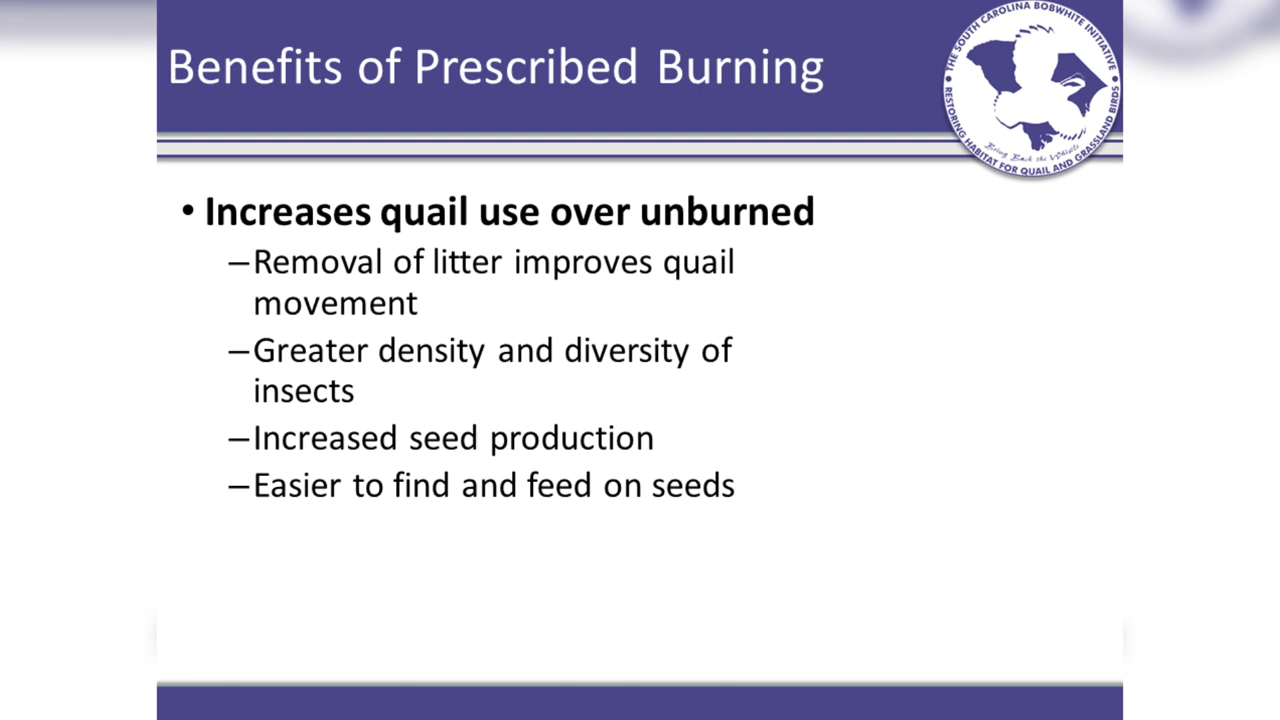 Benefits of Prescribed Burning
THE SOUTH CAROLINA BOBWHITE INITIATIVE
RESTORING HABITAT FOR QUAIL AND GRASSLAND BIRDS
Bring Back the Whistle
• Increases quail use over unburned
–Removal of litter improves quail
movement
–Greater density and diversity of
insects
–Increased seed production
–Easier to find and feed on seeds